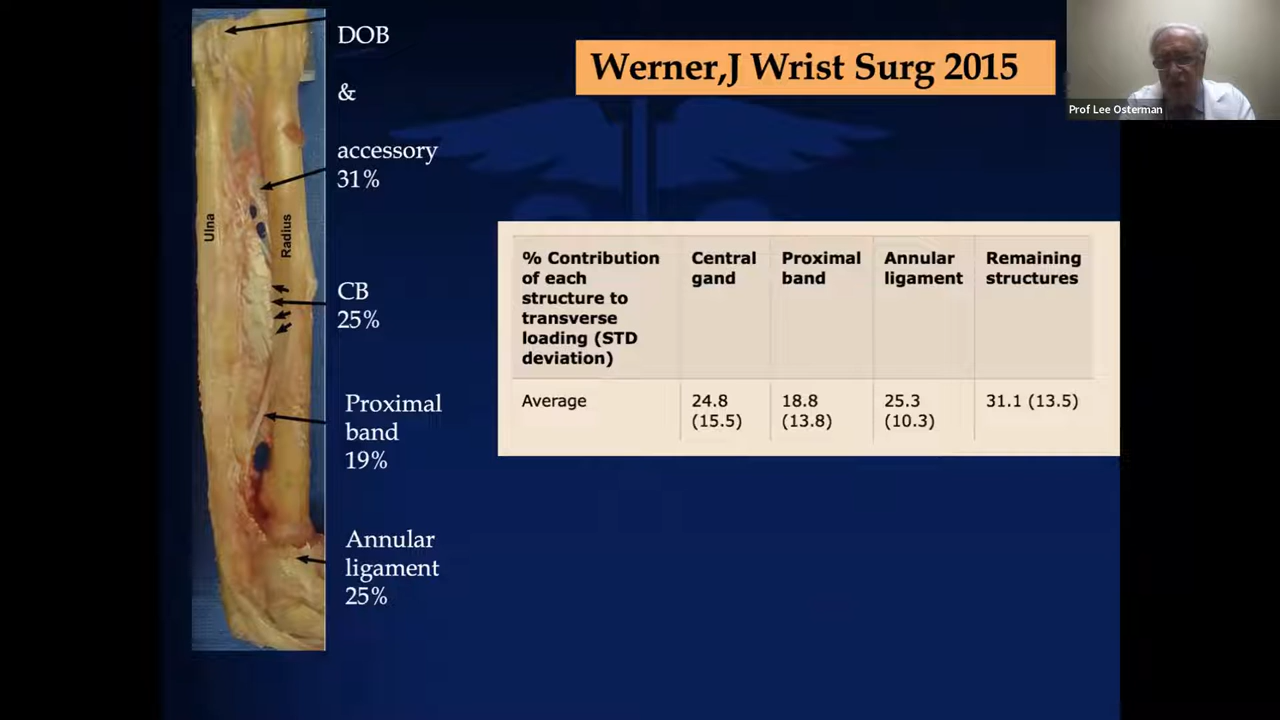 DOB
&
accessory
31%
CB
25%
Proximal
band
19%
Annular
ligament
25%
Ulna
Radius
Werner,J Wrist Surg 2015
Prof Lee Osterman
% Contribution
of each
structure to
transverse
loading (STD
deviation)
Central
gand
Proximal
band
Annular
ligament
Remaining
structures
Average
24.8
(15.5)
18.8
(13.8)
25.3
(10.3)
31.1 (13.5)